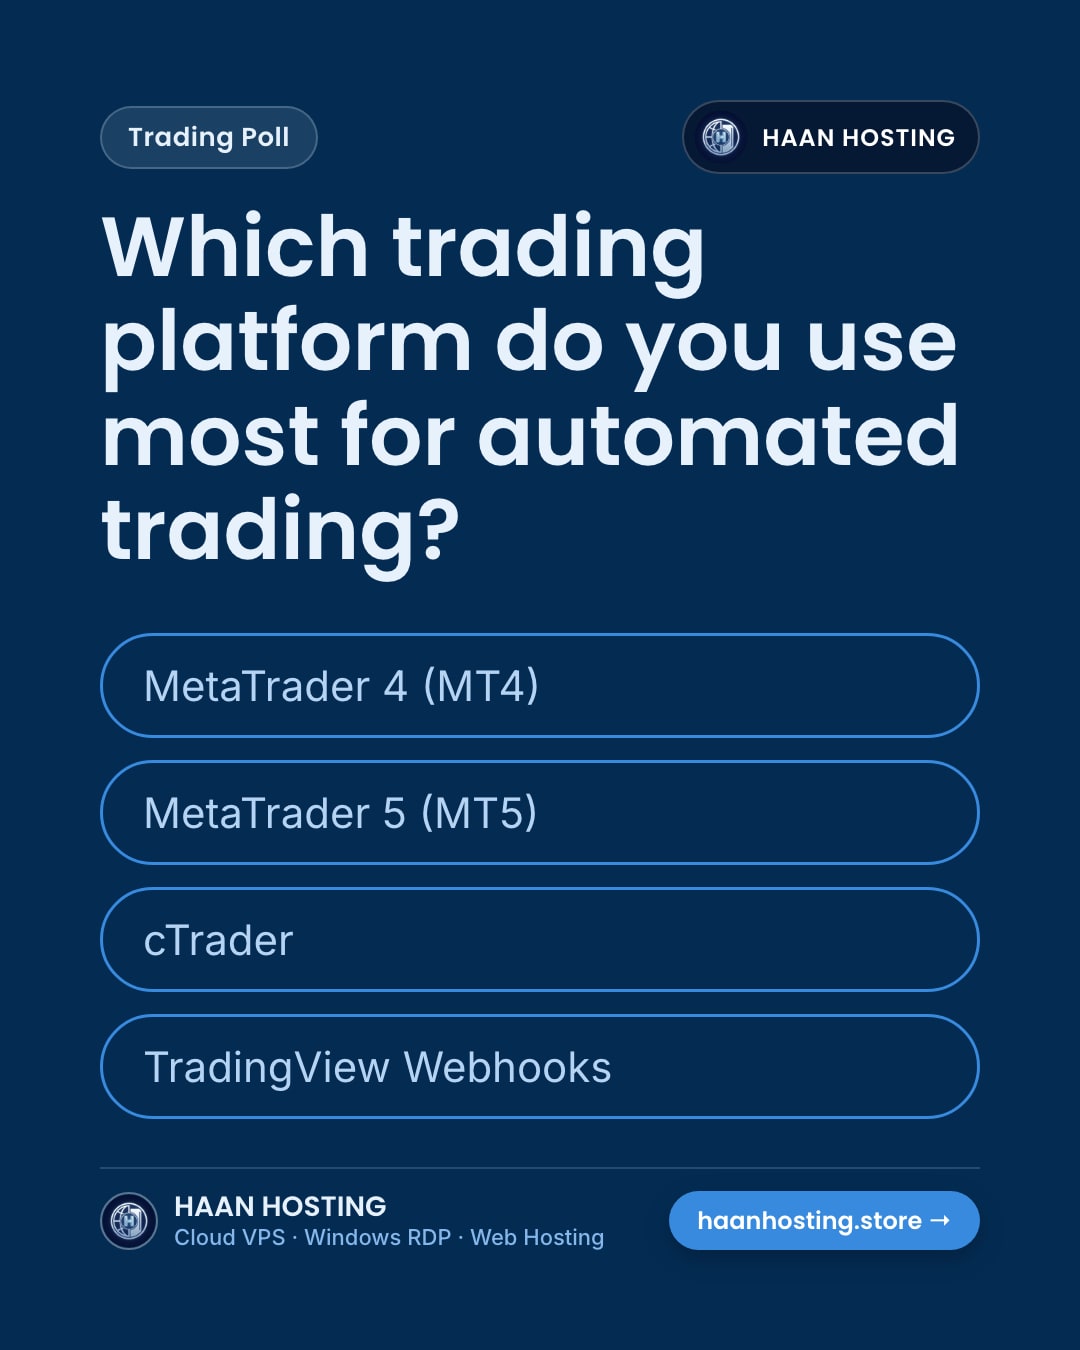 Trading Poll
HAAN HOSTING
Which trading
platform do you use
most for automated
trading?
MetaTrader 4 (MT4)
MetaTrader 5 (MT5)
cTrader
TradingView Webhooks
HAAN HOSTING
Cloud VPS · Windows RDP · Web Hosting
haanhosting.store →